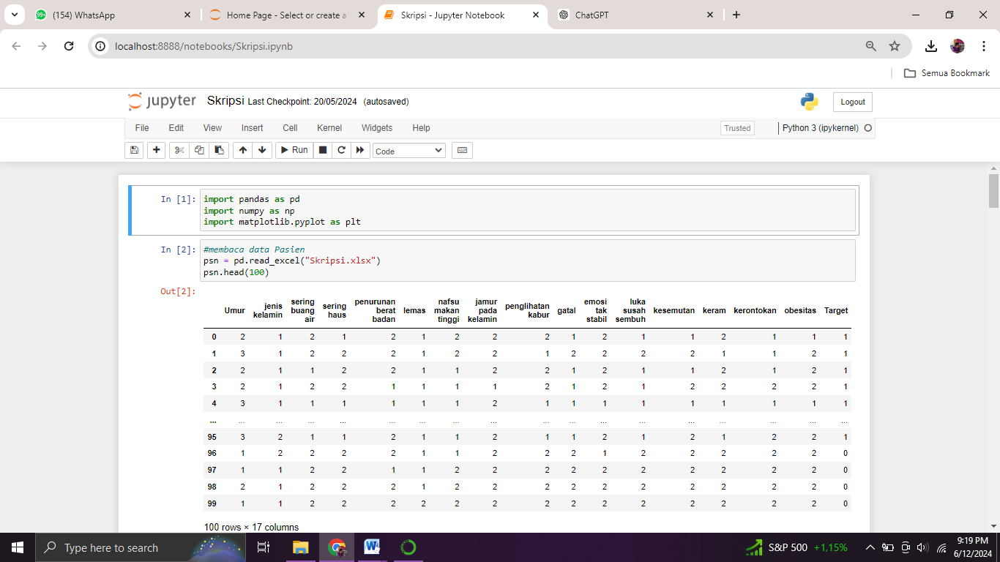 (154) WhatsApp
Home Page - Select or create a
Skripsi - Jupyter Notebook
ChatGPT
localhost:8888/notebooks/Skripsi.ipynb
Semua Bookmark
jupyter Skripsi Last Checkpoint: 20/05/2024 (autosaved)
Logout
File Edit View Insert Cell Kernel Widgets Help
Trusted
Python 3 (ipykernel)
Run
Code
In [1]: import pandas as pd
import numpy as np
import matplotlib.pyplot as plt
In [2]: #membaca data Pasien
psn = pd.read_excel("Skripsi.xlsx")
psn.head(100)
Out[2]:
Umur jenis kelamin sering buang air sering haus penurunan berat badan lemas nafsu makan tinggi jamur pada kelamin penglihatan kabur gatal emosi tak stabil luka susah sembuh kesemutan keram kerontokan obesitas Target
0 2 1 2 1 2 1 2 2 2 1 2 1 1 2 1 1 1
1 3 1 2 2 2 1 2 2 1 2 2 2 2 1 1 2 1
2 2 1 1 2 2 1 1 2 2 1 2 1 1 2 1 2 1
3 2 1 2 2 1 1 1 1 2 1 2 1 2 2 2 2 1
4 3 1 1 1 1 1 1 2 1 1 1 1 1 1 1 1 1
... ... ... ... ... ... ... ... ... ... ... ... ... ... ... ... ... ...
95 3 2 1 1 2 1 1 2 1 1 2 1 2 1 2 2 1
96 1 2 2 2 2 1 1 2 2 2 1 2 2 2 2 2 0
97 1 1 2 2 1 1 2 2 2 2 2 2 2 2 2 2 0
98 2 1 2 2 2 1 2 2 2 2 2 2 2 2 2 2 0
99 1 1 2 2 2 2 2 2 2 2 2 2 2 2 2 2 0
100 rows × 17 columns
Type here to search
S&P 500 +1,15%
9:19 PM
6/12/2024